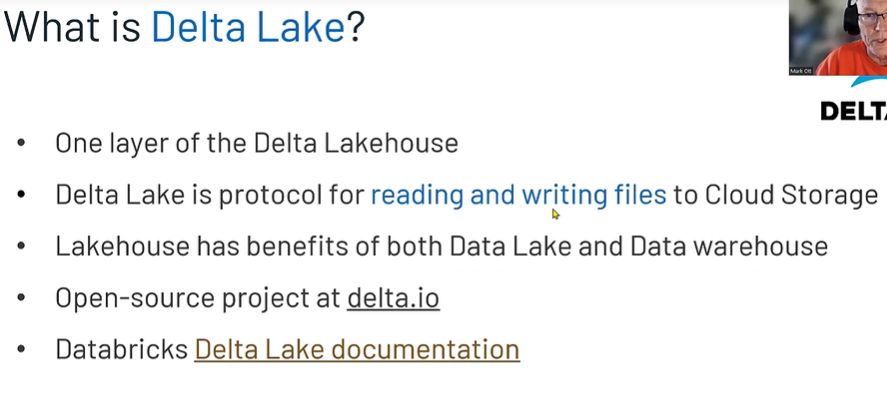 What is Delta Lake?
Mark Ott
DELTA
• One layer of the Delta Lakehouse
• Delta Lake is protocol for reading and writing files to Cloud Storage
• Lakehouse has benefits of both Data Lake and Data warehouse
• Open-source project at delta.io
• Databricks Delta Lake documentation